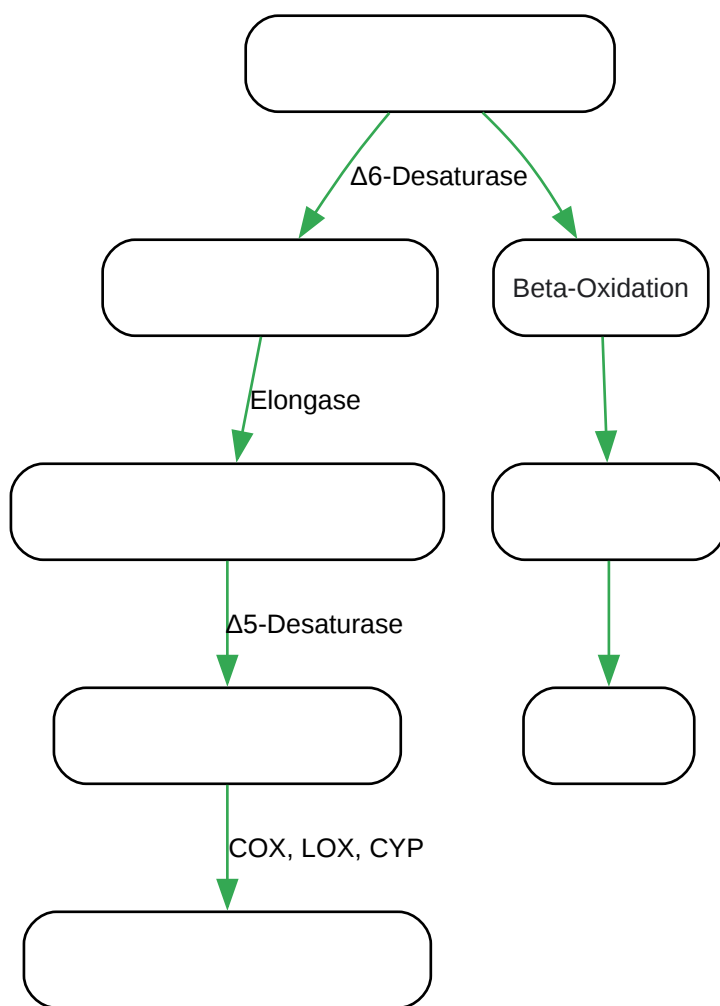 Δ6-Desaturase
Beta-Oxidation
Elongase
Δ5-Desaturase
COX, LOX, CYP